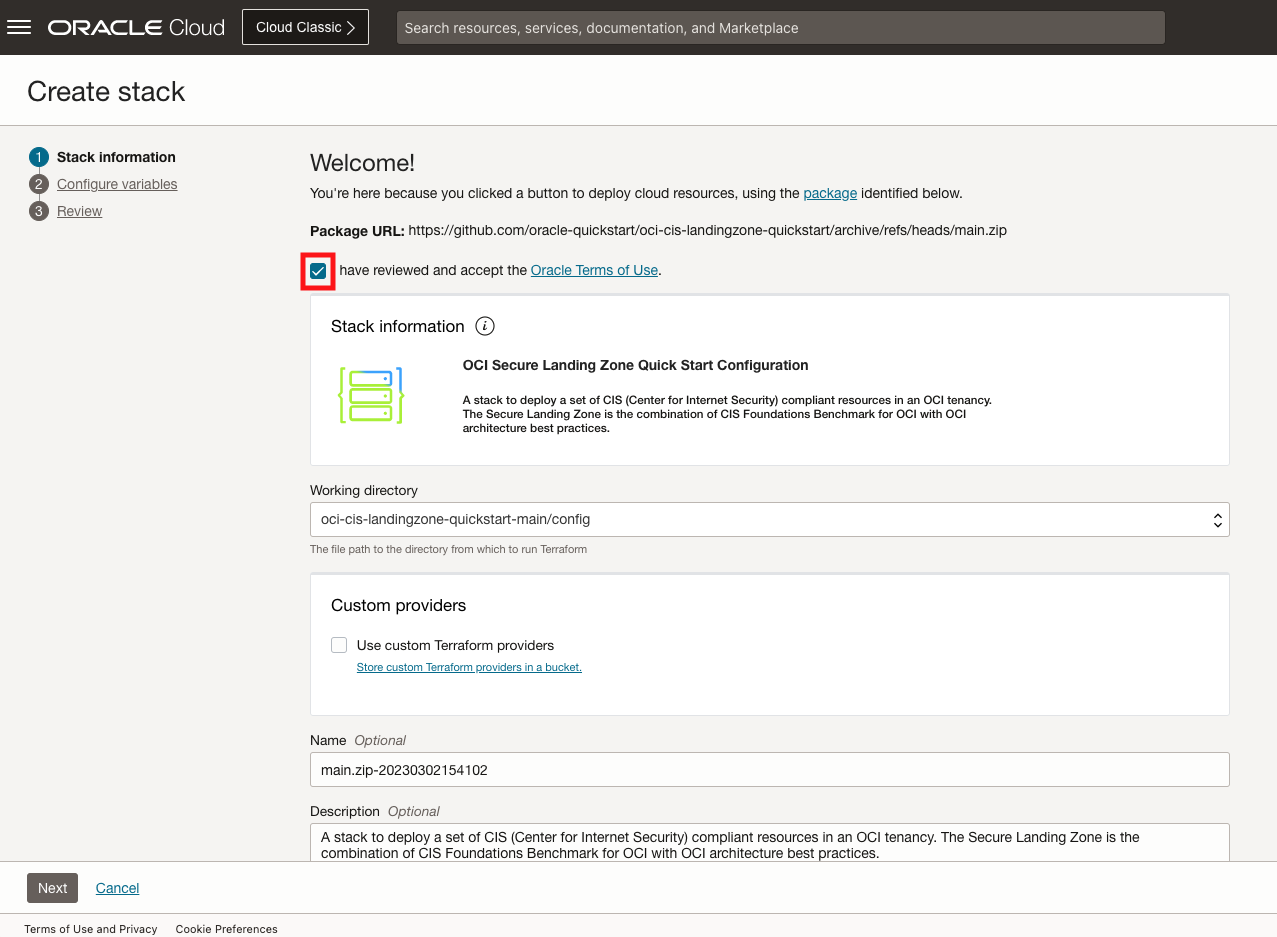 ORACLE Cloud
Cloud Classic
Search resources, services, documentation, and Marketplace
Create stack
1 Stack information
2 Configure variables
3 Review
Welcome!
You're here because you clicked a button to deploy cloud resources, using the package identified below.
Package URL: https://github.com/oracle-quickstart/oci-cis-landingzone-quickstart/archive/refs/heads/main.zip
have reviewed and accept the Oracle Terms of Use.
Stack information i
OCI Secure Landing Zone Quick Start Configuration
A stack to deploy a set of CIS (Center for Internet Security) compliant resources in an OCI tenancy.
The Secure Landing Zone is the combination of CIS Foundations Benchmark for OCI with OCI
architecture best practices.
Working directory
oci-cis-landingzone-quickstart-main/config
The file path to the directory from which to run Terraform
Custom providers
Use custom Terraform providers
Store custom Terraform providers in a bucket.
Name Optional
main.zip-20230302154102
Description Optional
A stack to deploy a set of CIS (Center for Internet Security) compliant resources in an OCI tenancy. The Secure Landing Zone is the
combination of CIS Foundations Benchmark for OCI with OCI architecture best practices.
Next Cancel
Terms of Use and Privacy Cookie Preferences